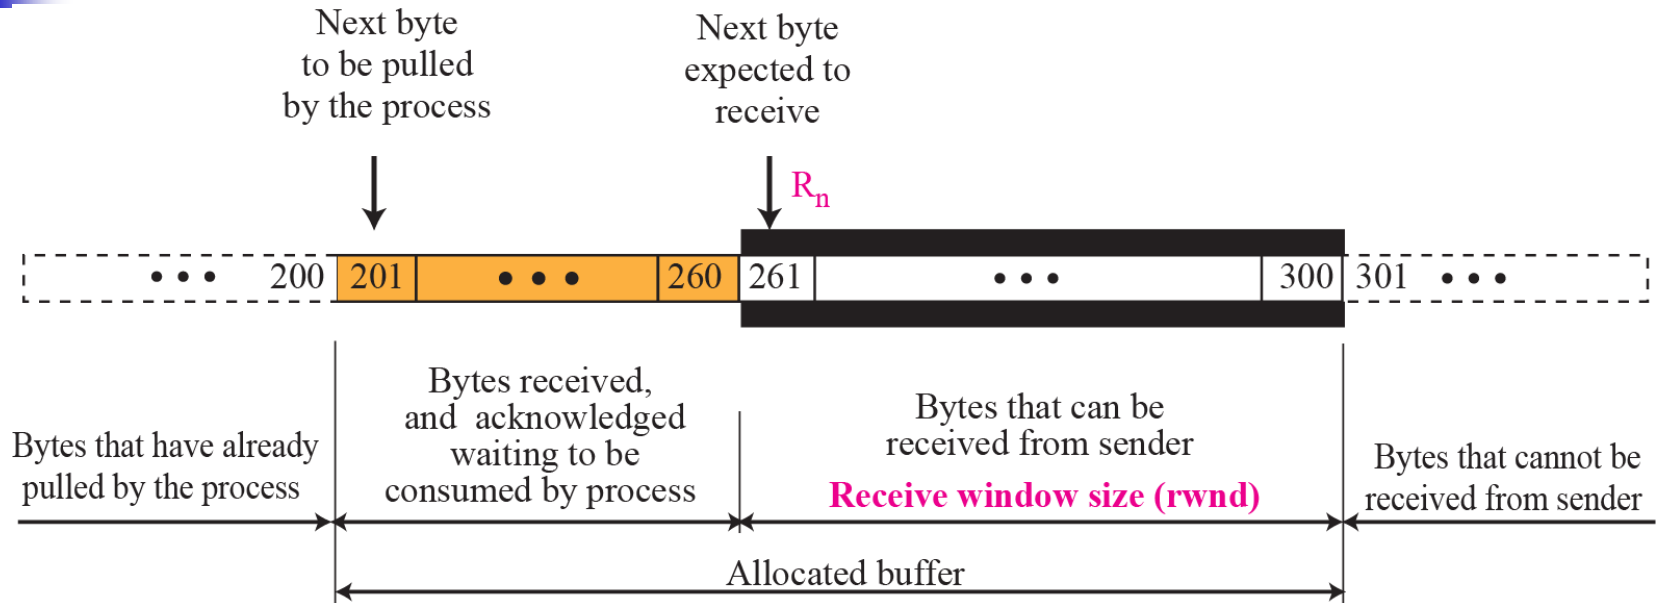 Next byte
to be pulled
by the process
Next byte
expected to
receive
Rn
••• 200 201 ••• 260 261 ••• 300 301 •••
Bytes that have already
pulled by the process
Bytes received,
and acknowledged
waiting to be
consumed by process
Bytes that can be
received from sender
Receive window size (rwnd)
Bytes that cannot be
received from sender
Allocated buffer